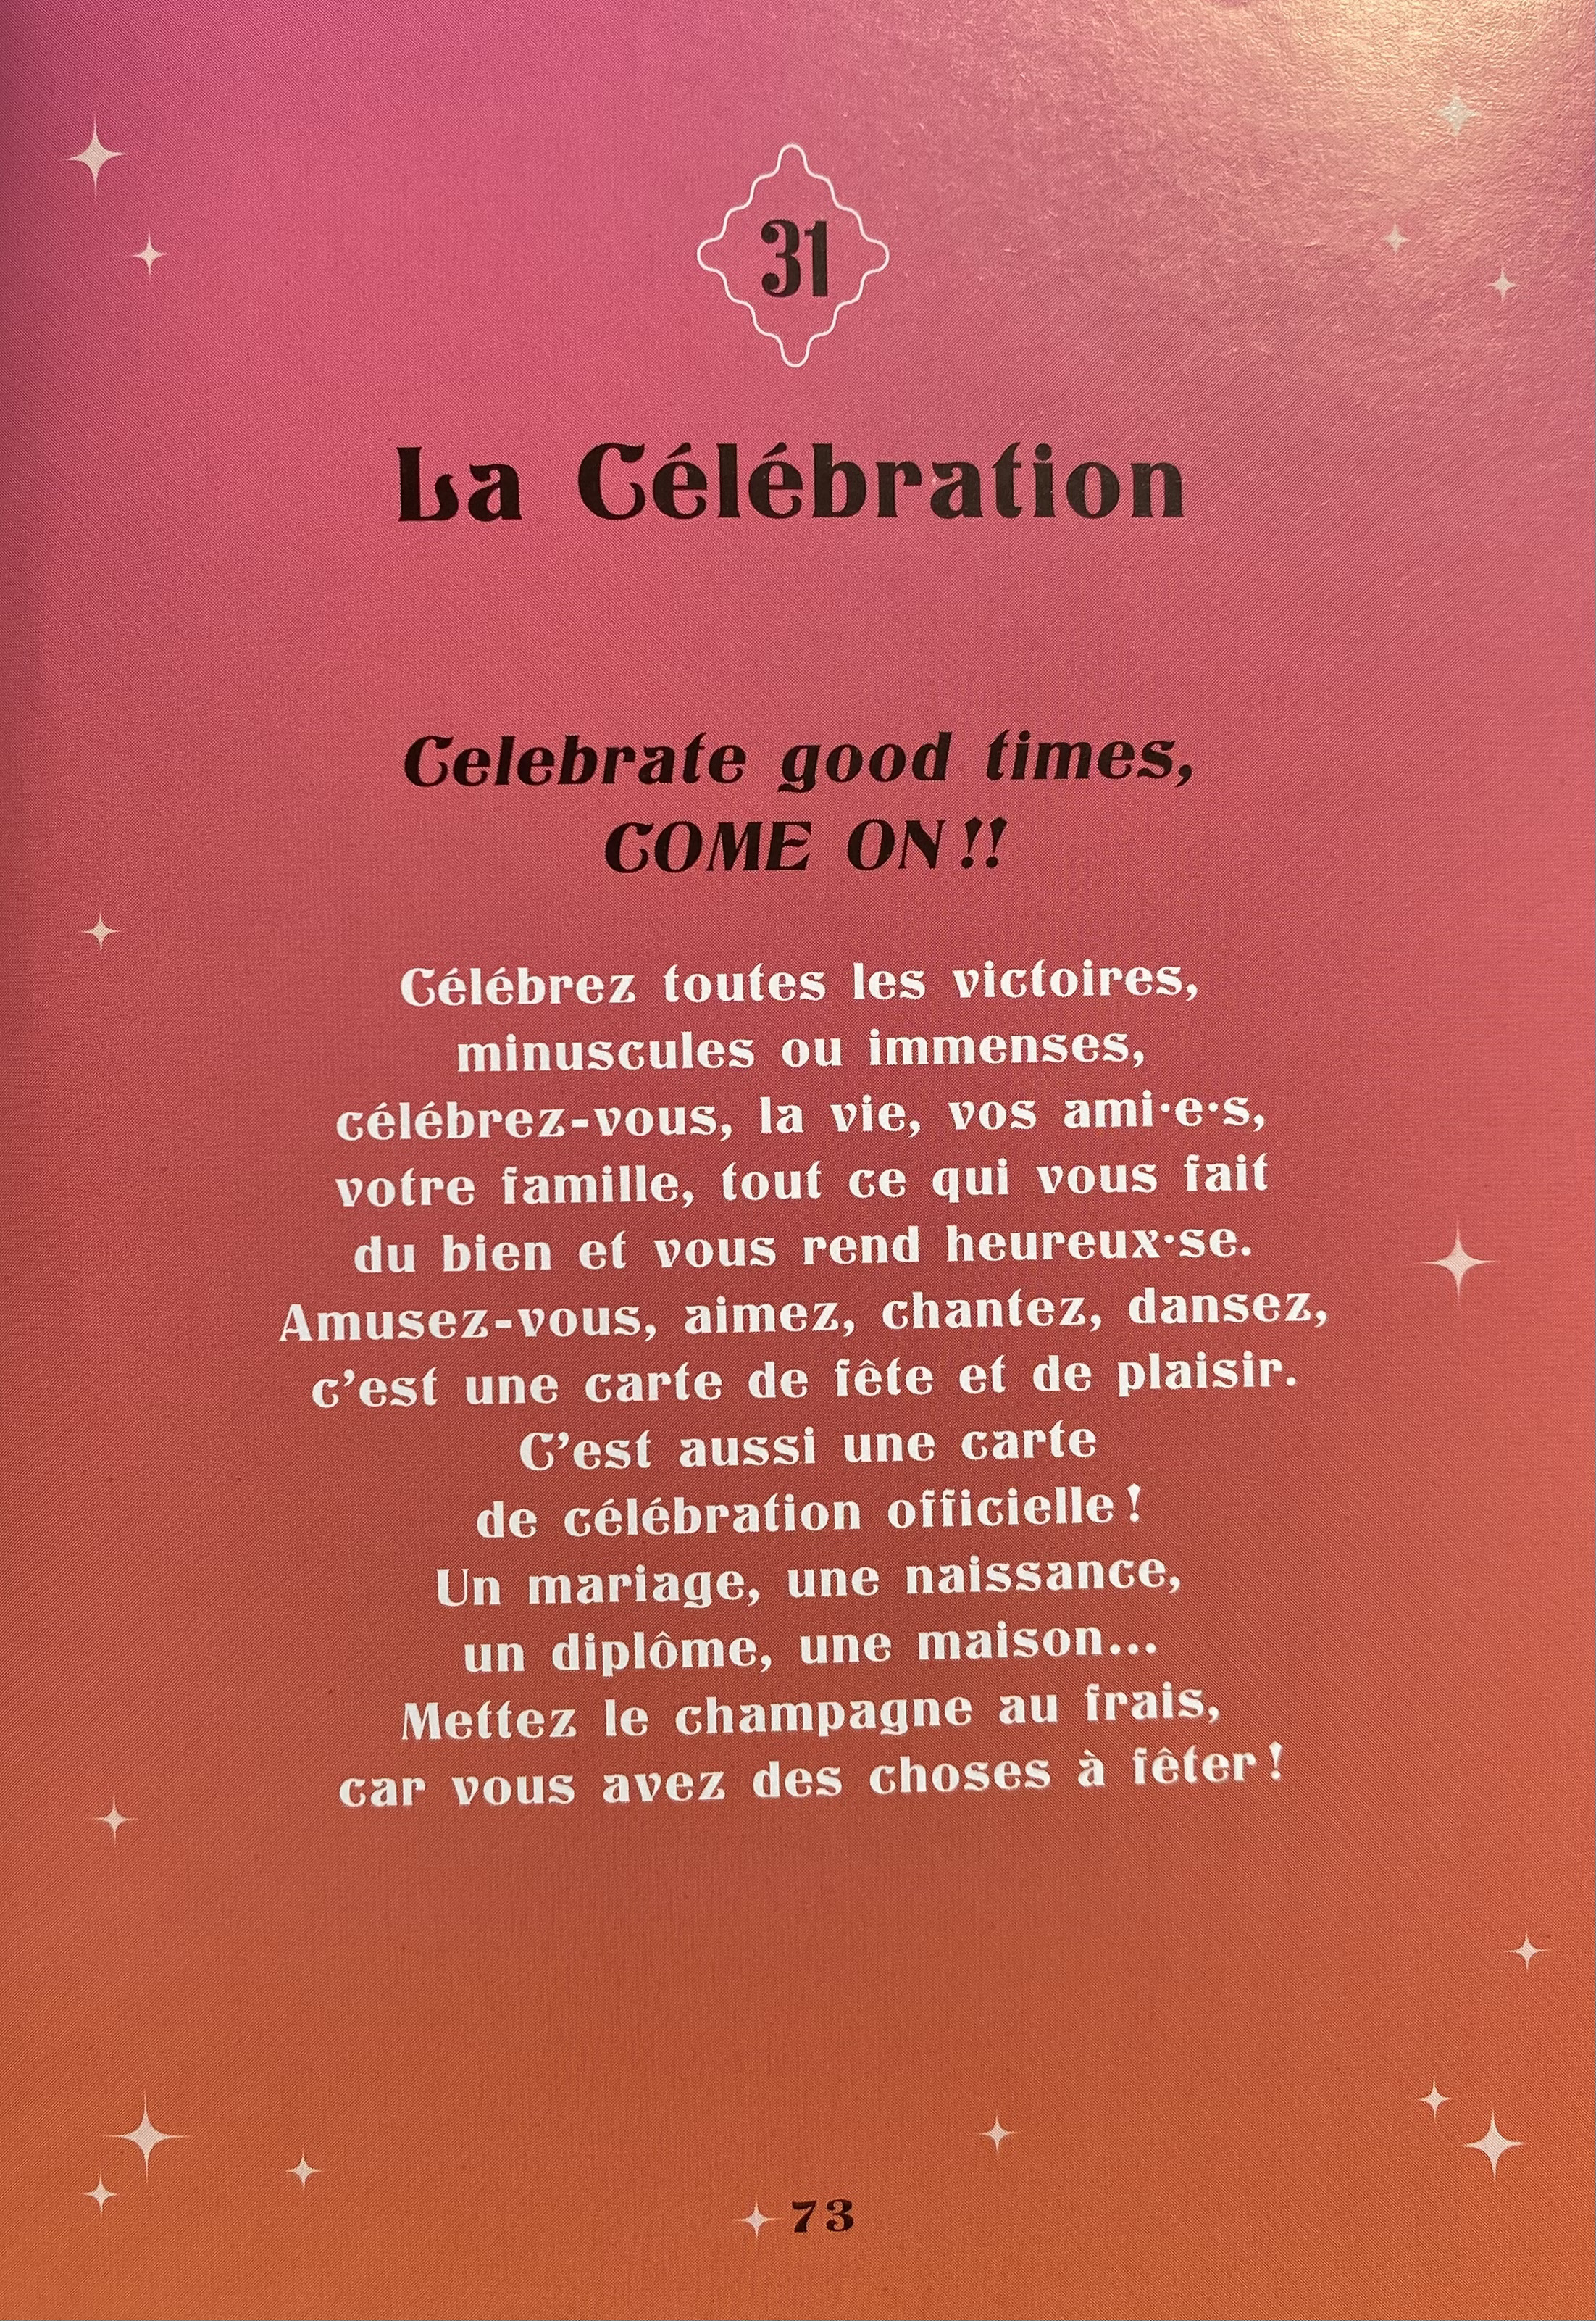 31
La Célébration
Celebrate good times,
COME ON !!
Célébrez toutes les victoires,
minuscules ou immenses,
célébrez-vous, la vie, vos ami·e·s,
votre famille, tout ce qui vous fait
du bien et vous rend heureux·se.
Amusez-vous, aimez, chantez, dansez,
c’est une carte de fête et de plaisir.
C’est aussi une carte
de célébration officielle !
Un mariage, une naissance,
un diplôme, une maison...
Mettez le champagne au frais,
car vous avez des choses à fêter !
73